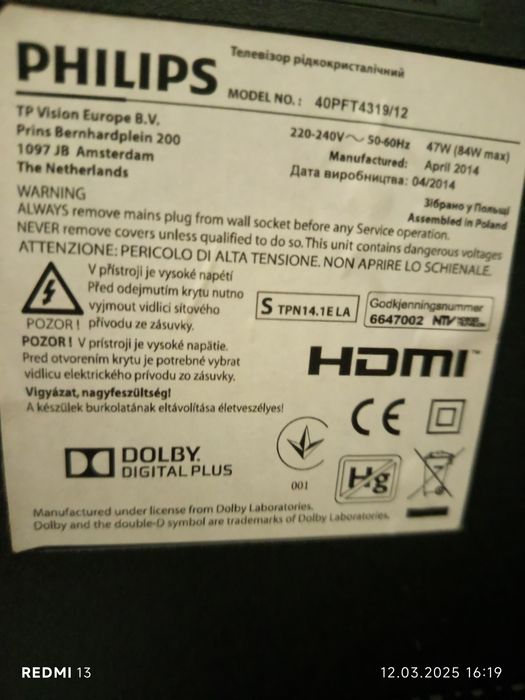 PHILIPS
Телевізор рідкокристалічний
MODEL NO.: 40PFT4319/12
TP Vision Europe B.V.
Prins Bernhardplein 200
1097 JB Amsterdam
The Netherlands
220-240V~ 50-60Hz 47W (84W max)
Manufactured: April 2014
Дата виробництва: 04/2014
Зібрано у Польщі
Assembled in Poland
WARNING
ALWAYS remove mains plug from wall socket before any Service operation.
NEVER remove covers unless qualified to do so. This unit contains dangerous voltages
ATTENZIONE: PERICOLO DI ALTA TENSIONE. NON APRIRE LO SCHIENALE.
V přístroji je vysoké napětí
Před odejmutím krytu nutno
vyjmout vidlici síťového
POZOR! přívodu ze zásuvky.
POZOR! V prístroji je vysoké napätie.
Pred otvorením krytu je potrebné vybrat
vidlicu elektrického prívodu zo zásuvky.
Vigyázat, nagyfeszültség!
A készülek burkolatának eltávolítása életveszélyes!
S TPN14.1E LA
Godkjenningsnummer
6647002 NTV
HDMI™
CE
DOLBY.
DIGITAL PLUS
001
Hg
Manufactured under license from Dolby Laboratories.
Dolby and the double-D symbol are trademarks of Dolby Laboratories.
REDMI 13
12.03.2025 16:19